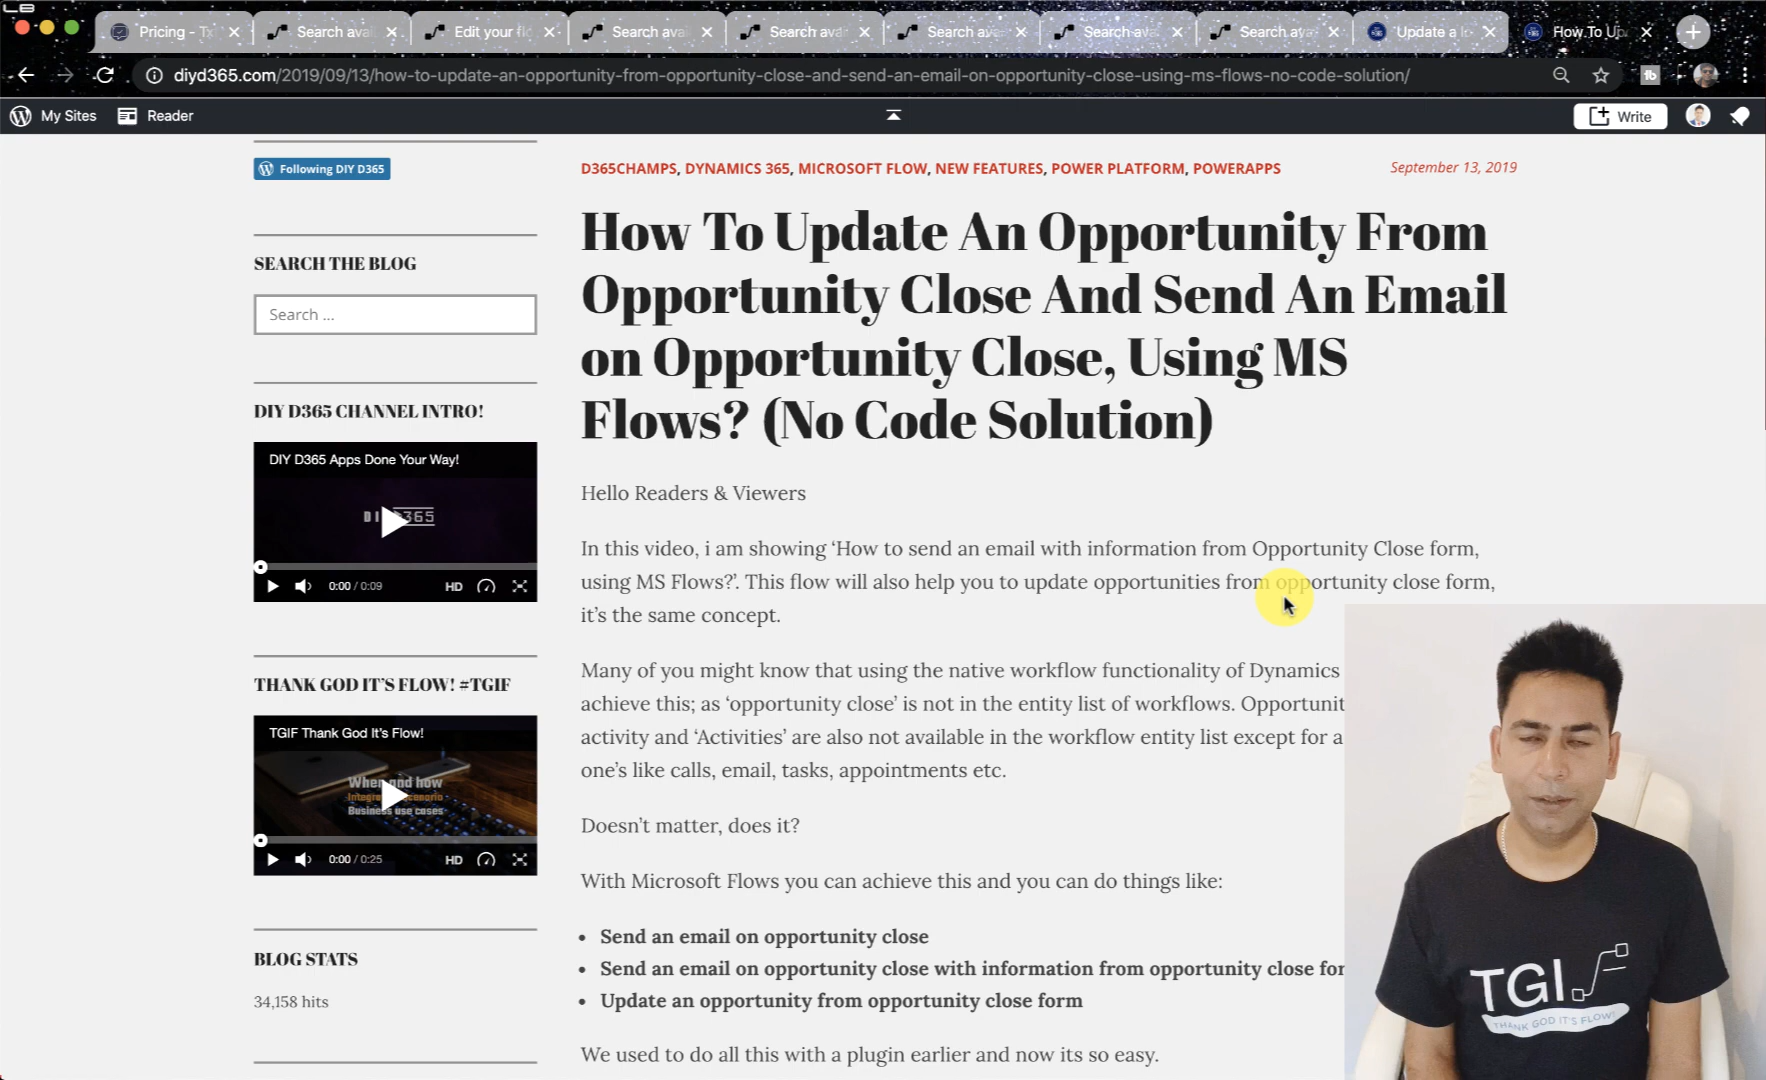 Pricing - T
Search avai
Edit your flo
Search avai
Search avai
Search ava
Search ava
Search ava
Update a
How To Up
diyd365.com/2019/09/13/how-to-update-an-opportunity-from-opportunity-close-and-send-an-email-on-opportunity-close-using-ms-flows-no-code-solution/
My Sites
Reader
Write
Following DIY D365
SEARCH THE BLOG
Search ...
DIY D365 CHANNEL INTRO!
DIY D365 Apps Done Your Way!
0:00 / 0:09
HD
THANK GOD IT'S FLOW! #TGIF
TGIF Thank God It's Flow!
When and how
Business use cases
0:00 / 0:25
HD
BLOG STATS
34,158 hits
D365CHAMPS, DYNAMICS 365, MICROSOFT FLOW, NEW FEATURES, POWER PLATFORM, POWERAPPS
September 13, 2019
How To Update An Opportunity From
Opportunity Close And Send An Email
on Opportunity Close, Using MS
Flows? (No Code Solution)
Hello Readers & Viewers
In this video, i am showing ‘How to send an email with information from Opportunity Close form,
using MS Flows?’. This flow will also help you to update opportunities from opportunity close form,
it’s the same concept.
Many of you might know that using the native workflow functionality of Dynamics
achieve this; as ‘opportunity close’ is not in the entity list of workflows. Opportunit
activity and ‘Activities’ are also not available in the workflow entity list except for a
one’s like calls, email, tasks, appointments etc.
Doesn’t matter, does it?
With Microsoft Flows you can achieve this and you can do things like:
• Send an email on opportunity close
• Send an email on opportunity close with information from opportunity close for
• Update an opportunity from opportunity close form
We used to do all this with a plugin earlier and now its so easy.
TGI
THANK GOD IT'S FLOW!